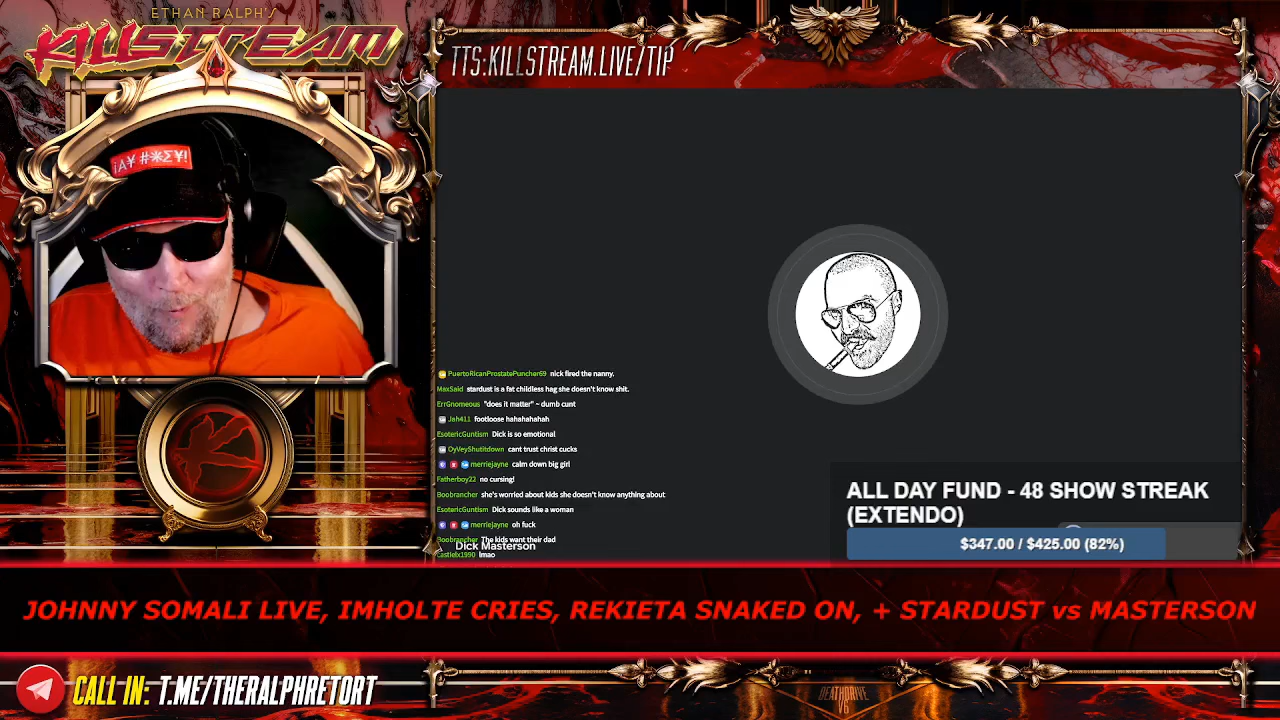 ETHAN RALPH'S
KILLSTREAM
TTS:KILLSTREAM.LIVE/TIP
¡A¥ #*Σ¥!
PuertoRicanProstatePuncher69 nick fired the nanny.
MaxSaid stardust is a fat childless hag she doesn't know shit.
ErrGnomeous "does it matter" ~ dumb cunt
Jah411 footloose hahahahahah
EsotericGuntism Dick is so emotional
OyVeyShutitdown cant trust christ cucks
merriejayne calm down big girl
Fatherboy22 no cursing!
Boobrancher she's worried about kids she doesn't know anything about
EsotericGuntism Dick sounds like a woman
merriejayne oh fuck
Boobrancher The kids want their dad
Dick Masterson
Castlelx1990 lmao
ALL DAY FUND - 48 SHOW STREAK
(EXTENDO)
$347.00 / $425.00 (82%)
JOHNNY SOMALI LIVE, IMHOLTE CRIES, REKIETA SNAKED ON, + STARDUST vs MASTERSON
CALL IN: T.ME/THERALPHRETORT
DEATHDRIVE
V6